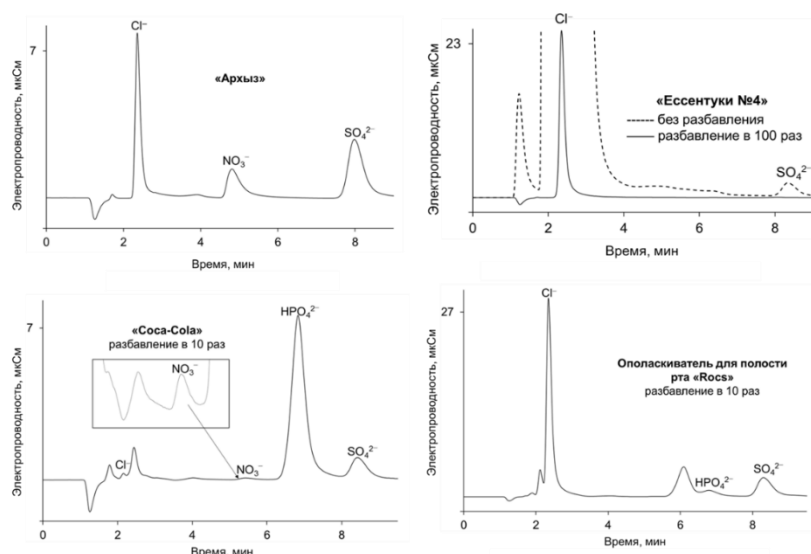 Cl⁻
7
«Архыз»
SO₄²⁻
NO₃⁻
Электропроводность, мкСм
0
2
4
6
8
Время, мин
Cl⁻
23
«Ессентуки №4»
без разбавления
разбавление в 100 раз
SO₄²⁻
Электропроводность, мкСм
0
2
4
6
8
Время, мин
HPO₄²⁻
7
«Coca-Cola»
разбавление в 10 раз
NO₃⁻
Cl⁻
NO₃⁻
SO₄²⁻
Электропроводность, мкСм
0
2
4
6
8
Время, мин
Cl⁻
27
Ополаскиватель для полости
рта «Rocs»
разбавление в 10 раз
HPO₄²⁻
SO₄²⁻
Электропроводность, мкСм
0
2
4
6
8
Время, мин